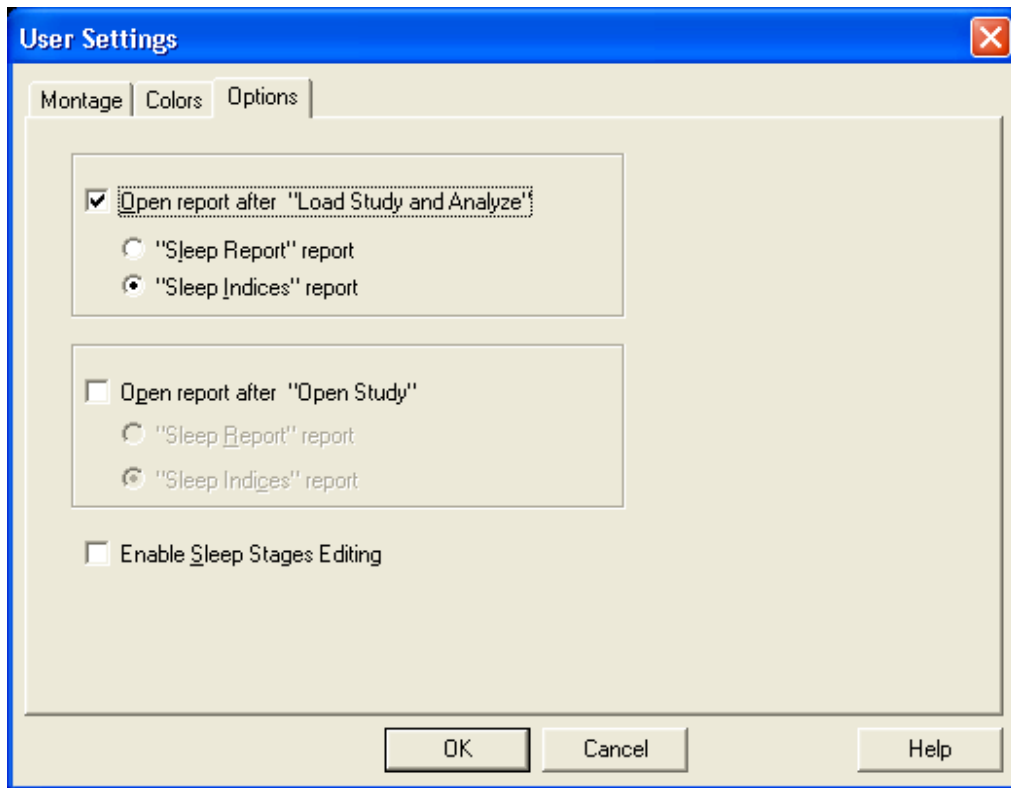 User Settings
Montage Colors Options
Open report after "Load Study and Analyze"
"Sleep Report" report
"Sleep Indices" report
Open report after "Open Study"
"Sleep Report" report
"Sleep Indices" report
Enable Sleep Stages Editing
OK Cancel Help